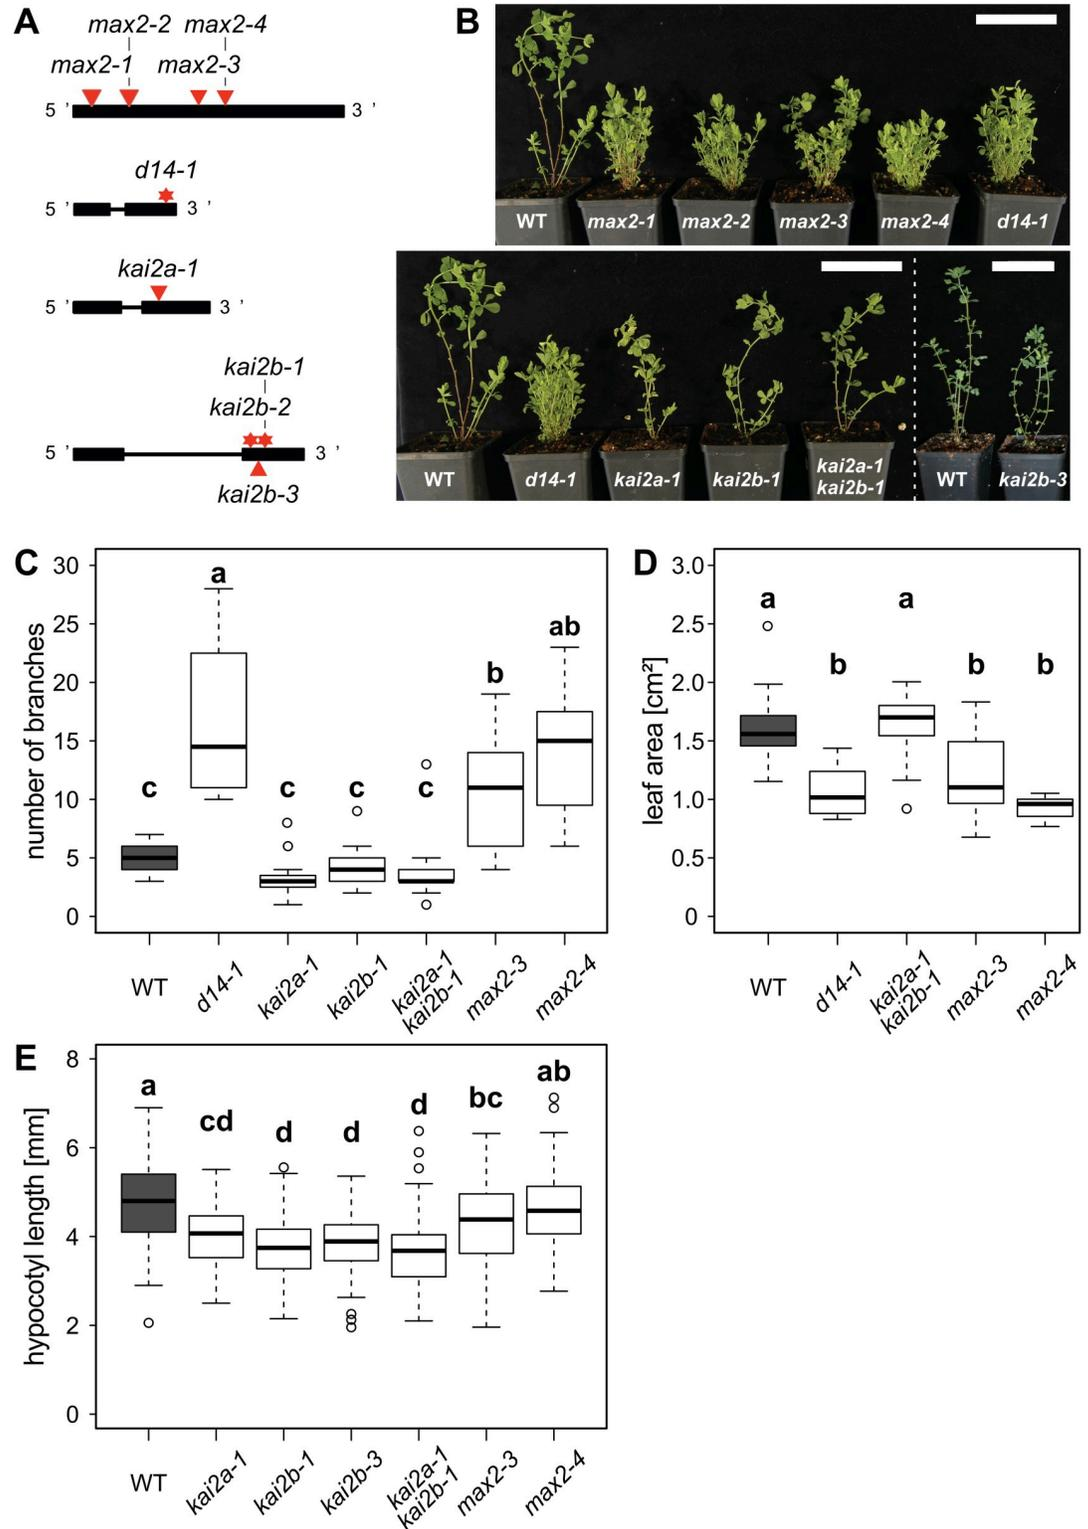 A
max2-2 max2-4
max2-1 max2-3
5 ’ 3 ’
d14-1
5 ’ 3 ’
kai2a-1
5 ’ 3 ’
kai2b-1
kai2b-2
5 ’ 3 ’
kai2b-3
B
WT max2-1 max2-2 max2-3 max2-4 d14-1
WT d14-1 kai2a-1 kai2b-1 kai2a-1 kai2b-1 WT kai2b-3
C
number of branches
30
25
20
15
10
5
0
c a c c c b ab
WT d14-1 kai2a-1 kai2b-1 kai2a-1 kai2b-1 max2-3 max2-4
D
leaf area [cm²]
3.0
2.5
2.0
1.5
1.0
0.5
0
a b a b b
WT d14-1 kai2a-1 kai2b-1 max2-3 max2-4
E
hypocotyl length [mm]
8
6
4
2
0
a cd d d d bc ab
WT kai2a-1 kai2b-1 kai2b-3 kai2a-1 kai2b-1 max2-3 max2-4